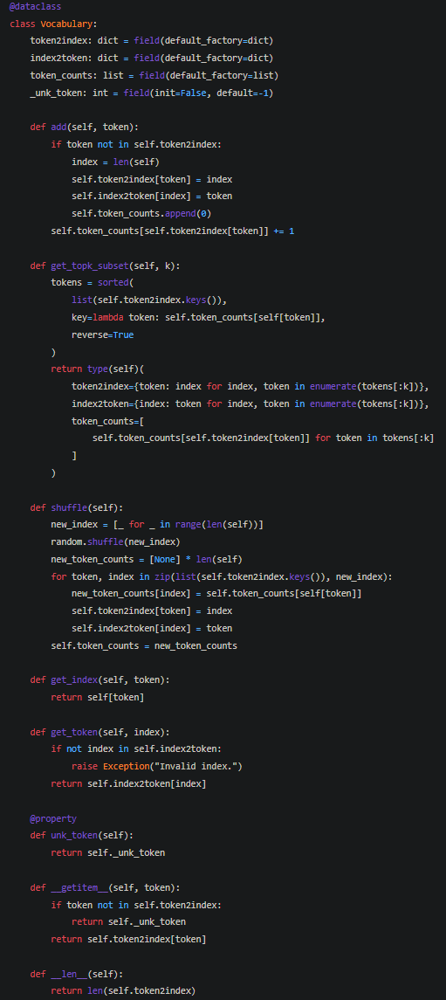 @dataclass
class Vocabulary:
    token2index: dict = field(default_factory=dict)
    index2token: dict = field(default_factory=dict)
    token_counts: list = field(default_factory=list)
    _unk_token: int = field(init=False, default=-1)

    def add(self, token):
        if token not in self.token2index:
            index = len(self)
            self.token2index[token] = index
            self.index2token[index] = token
            self.token_counts.append(0)
        self.token_counts[self.token2index[token]] += 1

    def get_topk_subset(self, k):
        tokens = sorted(
            list(self.token2index.keys()),
            key=lambda token: self.token_counts[self[token]],
            reverse=True
        )
        return type(self)(
            token2index={token: index for index, token in enumerate(tokens[:k])},
            index2token={index: token for index, token in enumerate(tokens[:k])},
            token_counts=[
                self.token_counts[self.token2index[token]] for token in tokens[:k]
            ]
        )

    def shuffle(self):
        new_index = [_ for _ in range(len(self))]
        random.shuffle(new_index)
        new_token_counts = [None] * len(self)
        for token, index in zip(list(self.token2index.keys()), new_index):
            new_token_counts[index] = self.token_counts[self[token]]
            self.token2index[token] = index
            self.index2token[index] = token
        self.token_counts = new_token_counts

    def get_index(self, token):
        return self[token]

    def get_token(self, index):
        if not index in self.index2token:
            raise Exception("Invalid index.")
        return self.index2token[index]

    @property
    def unk_token(self):
        return self._unk_token

    def __getitem__(self, token):
        if token not in self.token2index:
            return self._unk_token
        return self.token2index[token]

    def __len__(self):
        return len(self.token2index)